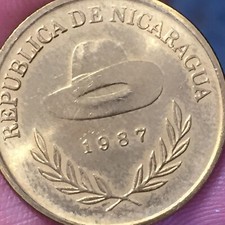 REPUBLICA DE NICARAGUA
1987